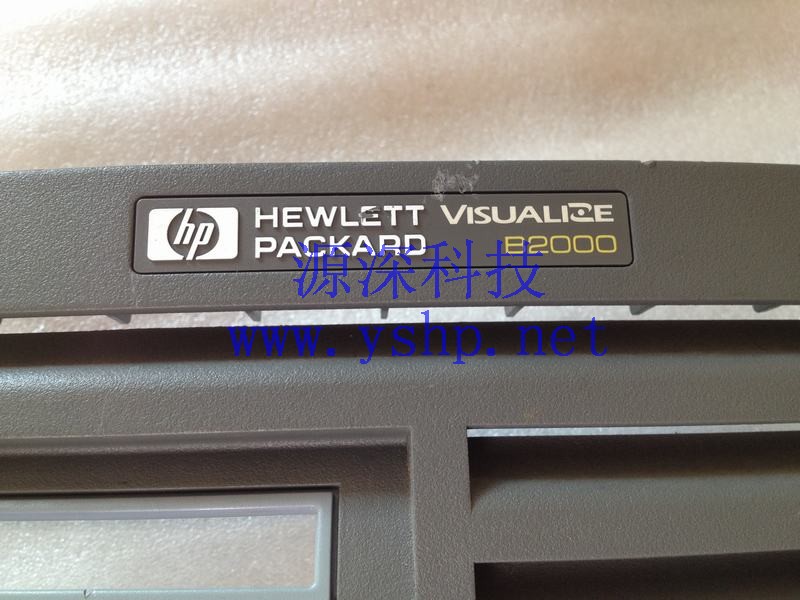 hp HEWLETT PACKARD VISUALIZE B2000
源深科技
www.yshp.net